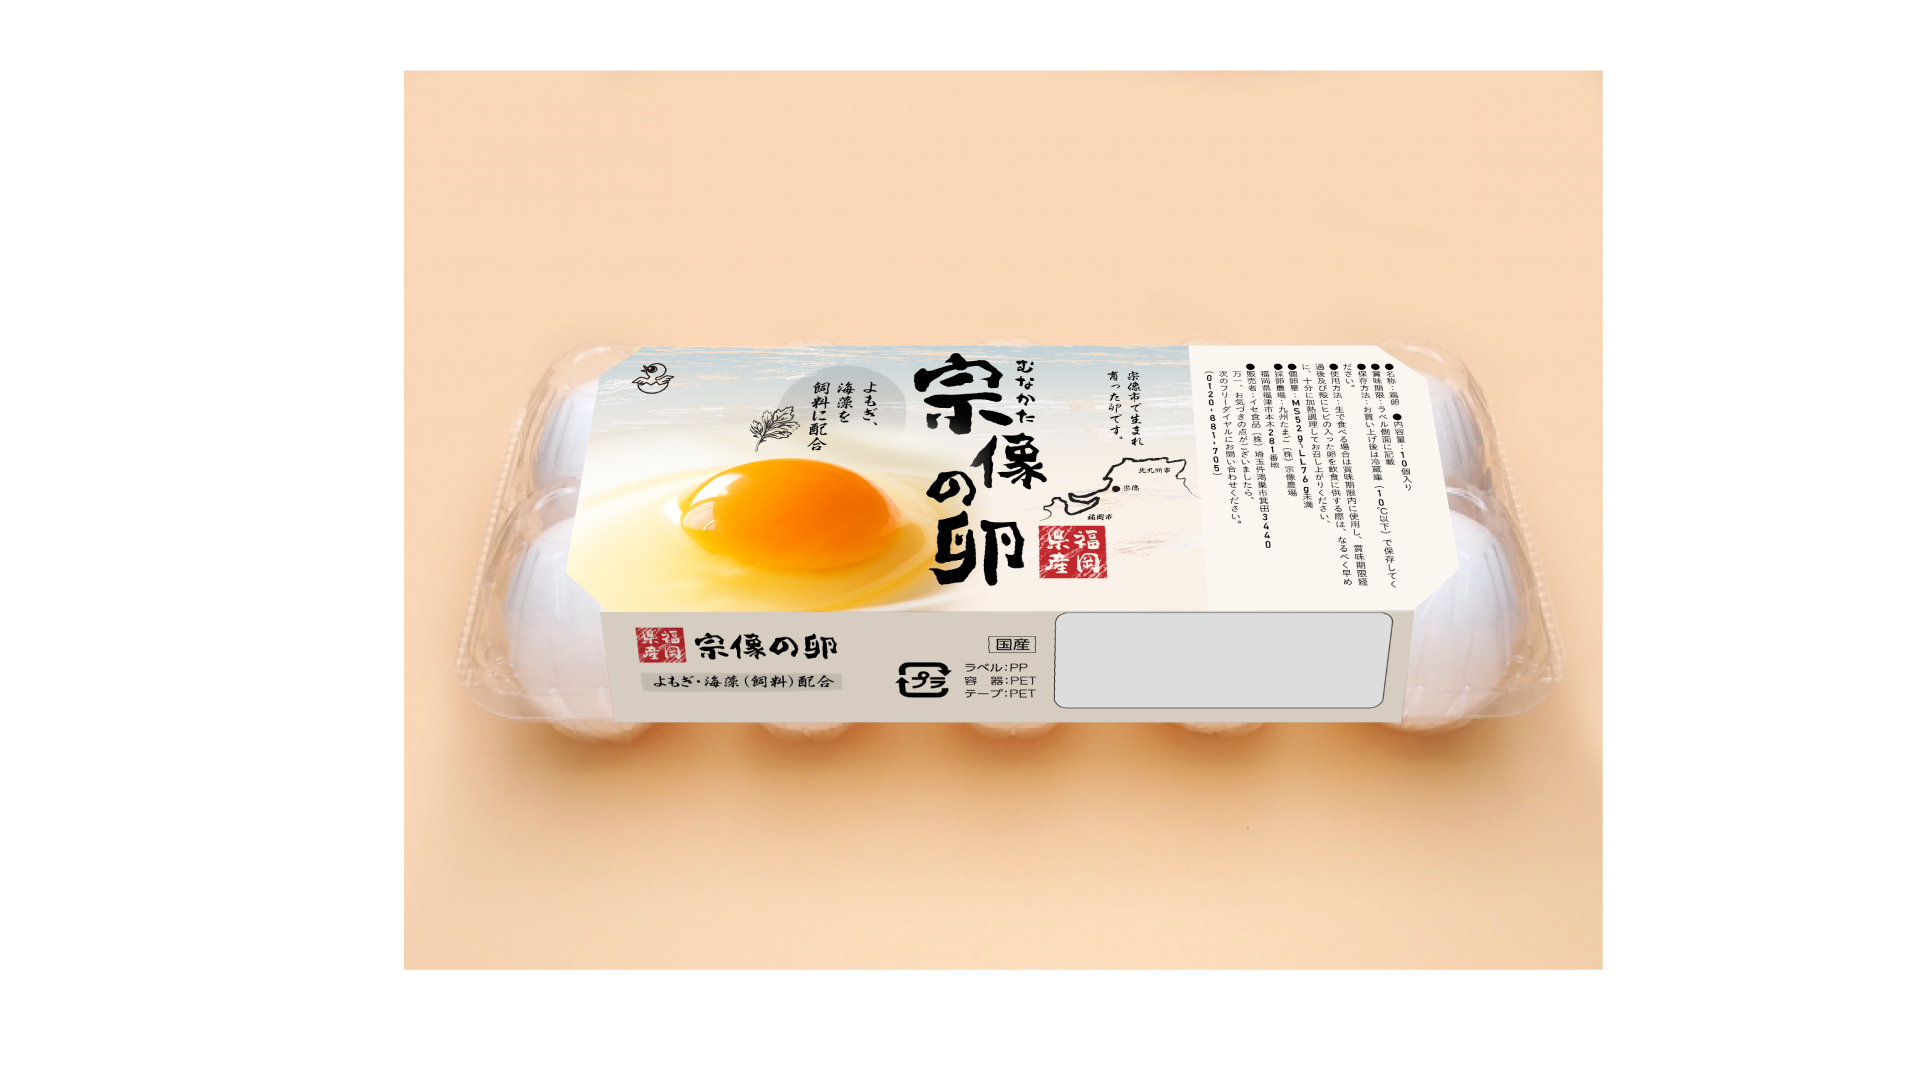 むなかた
宗像の卵
宗像市で生まれ
育った卵です。
よもぎ、
海藻を
飼料に配合
北九州市
宗像
福岡市
福岡
県産
●名称：鶏卵 ●内容量：10個入り
●賞味期限：ラベル側面に記載
●保存方法：お買い上げ後は冷蔵庫（10℃以下）で保存してく
ださい。
●使用方法：生で食べる場合は賞味期限内に使用し、賞味期限経
過後及び殻にヒビの入った卵を飲食に供する際は、なるべく早め
に、十分に加熱調理してお召し上がりください。
●個卵重：MS52g〜LL76g未満
●採卵農場：九州たまご（株）宗像農場
福岡県福津市本木281番地
●販売者：イセ食品（株）埼玉件鴻巣市箕田3440
万一、お気づきの点がございましたら、
次のフリーダイヤルにお問い合わせください。
（0120-881-705）
福岡
県産
宗像の卵
よもぎ・海藻（飼料）配合
国産
プラ
ラベル：PP
容 器：PET
テープ：PET